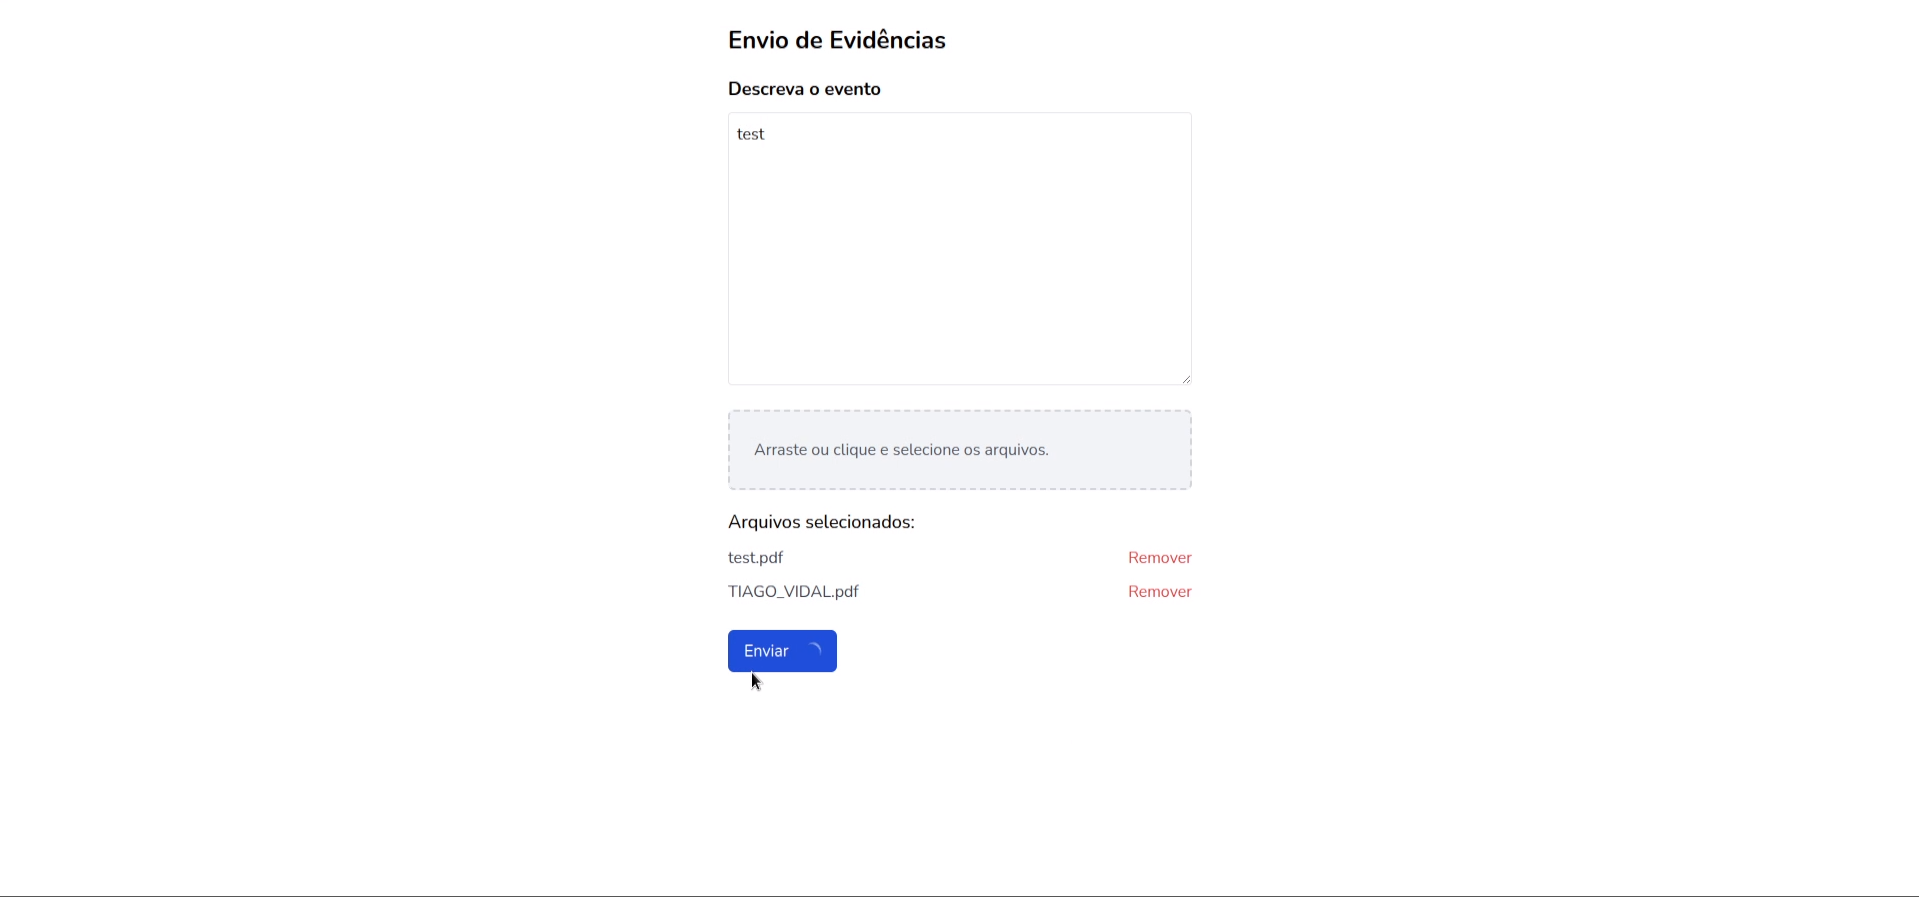 Envio de Evidências
Descreva o evento
test
Arraste ou clique e selecione os arquivos.
Arquivos selecionados:
test.pdf Remover
TIAGO_VIDAL.pdf Remover
Enviar